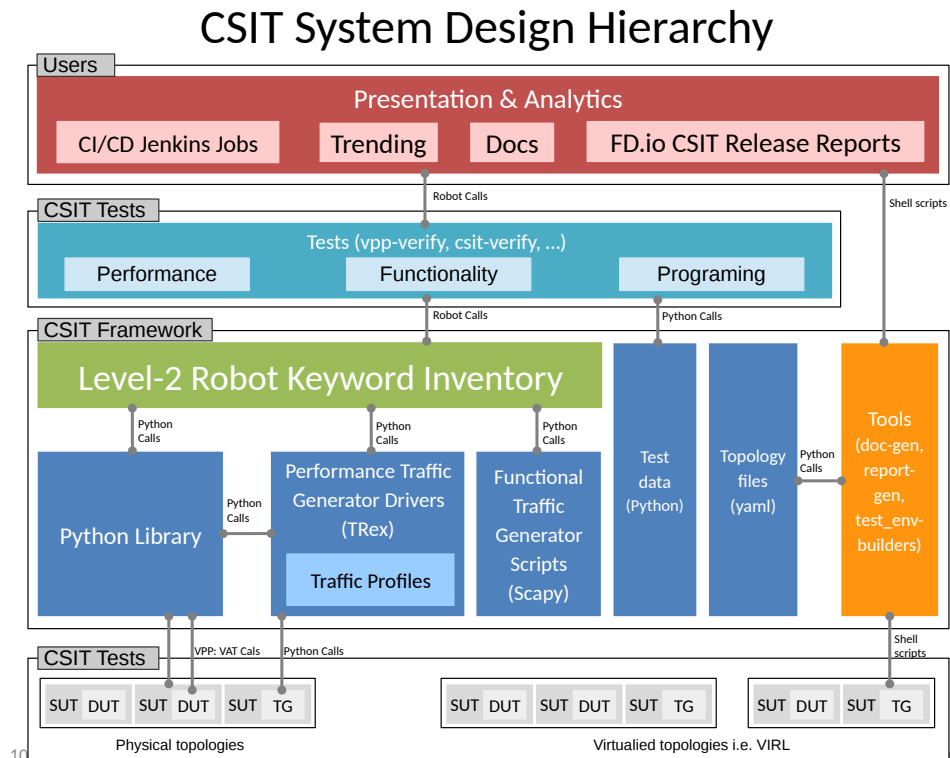 CSIT System Design Hierarchy
Users
Presentation & Analytics
CI/CD Jenkins Jobs
Trending
Docs
FD.io CSIT Release Reports
Robot Calls
Shell scripts
CSIT Tests
Tests (vpp-verify, csit-verify, ...)
Performance
Functionality
Programing
Robot Calls
Python Calls
CSIT Framework
Level-2 Robot Keyword Inventory
Python
Calls
Python
Calls
Python
Calls
Python Library
Python
Calls
Performance Traffic
Generator Drivers
(TRex)
Traffic Profiles
Functional
Traffic
Generator
Scripts
(Scapy)
Test
data
(Python)
Topology
files
(yaml)
Python
Calls
Tools
(doc-gen,
report-
gen,
test_env-
builders)
VPP: VAT Cals
Python Calls
Shell
scripts
CSIT Tests
SUT DUT SUT DUT SUT TG
SUT DUT SUT DUT SUT TG
SUT DUT SUT TG
Physical topologies
Virtualied topologies i.e. VIRL
10